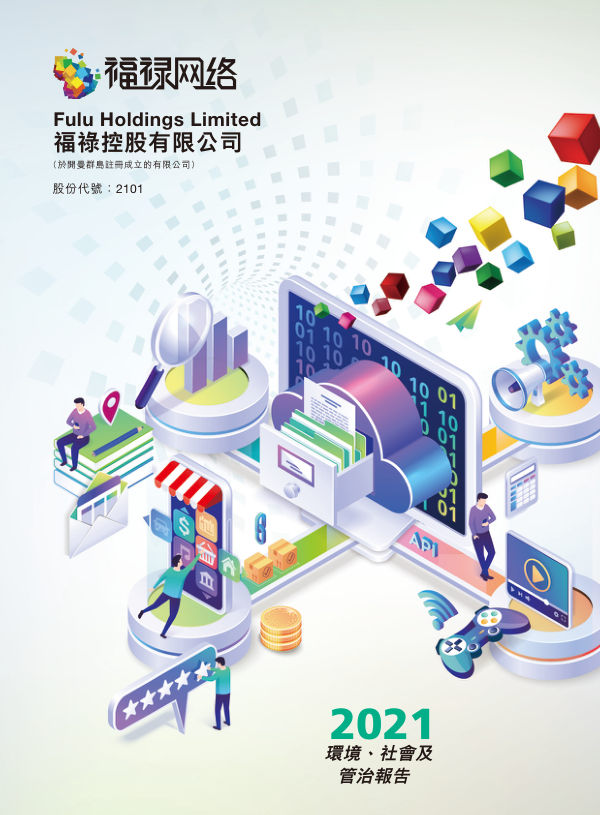 福禄网络
Fulu Holdings Limited
福祿控股有限公司
（於開曼群島註冊成立的有限公司）
股份代號：2101
API
2021
環境、社會及
管治報告